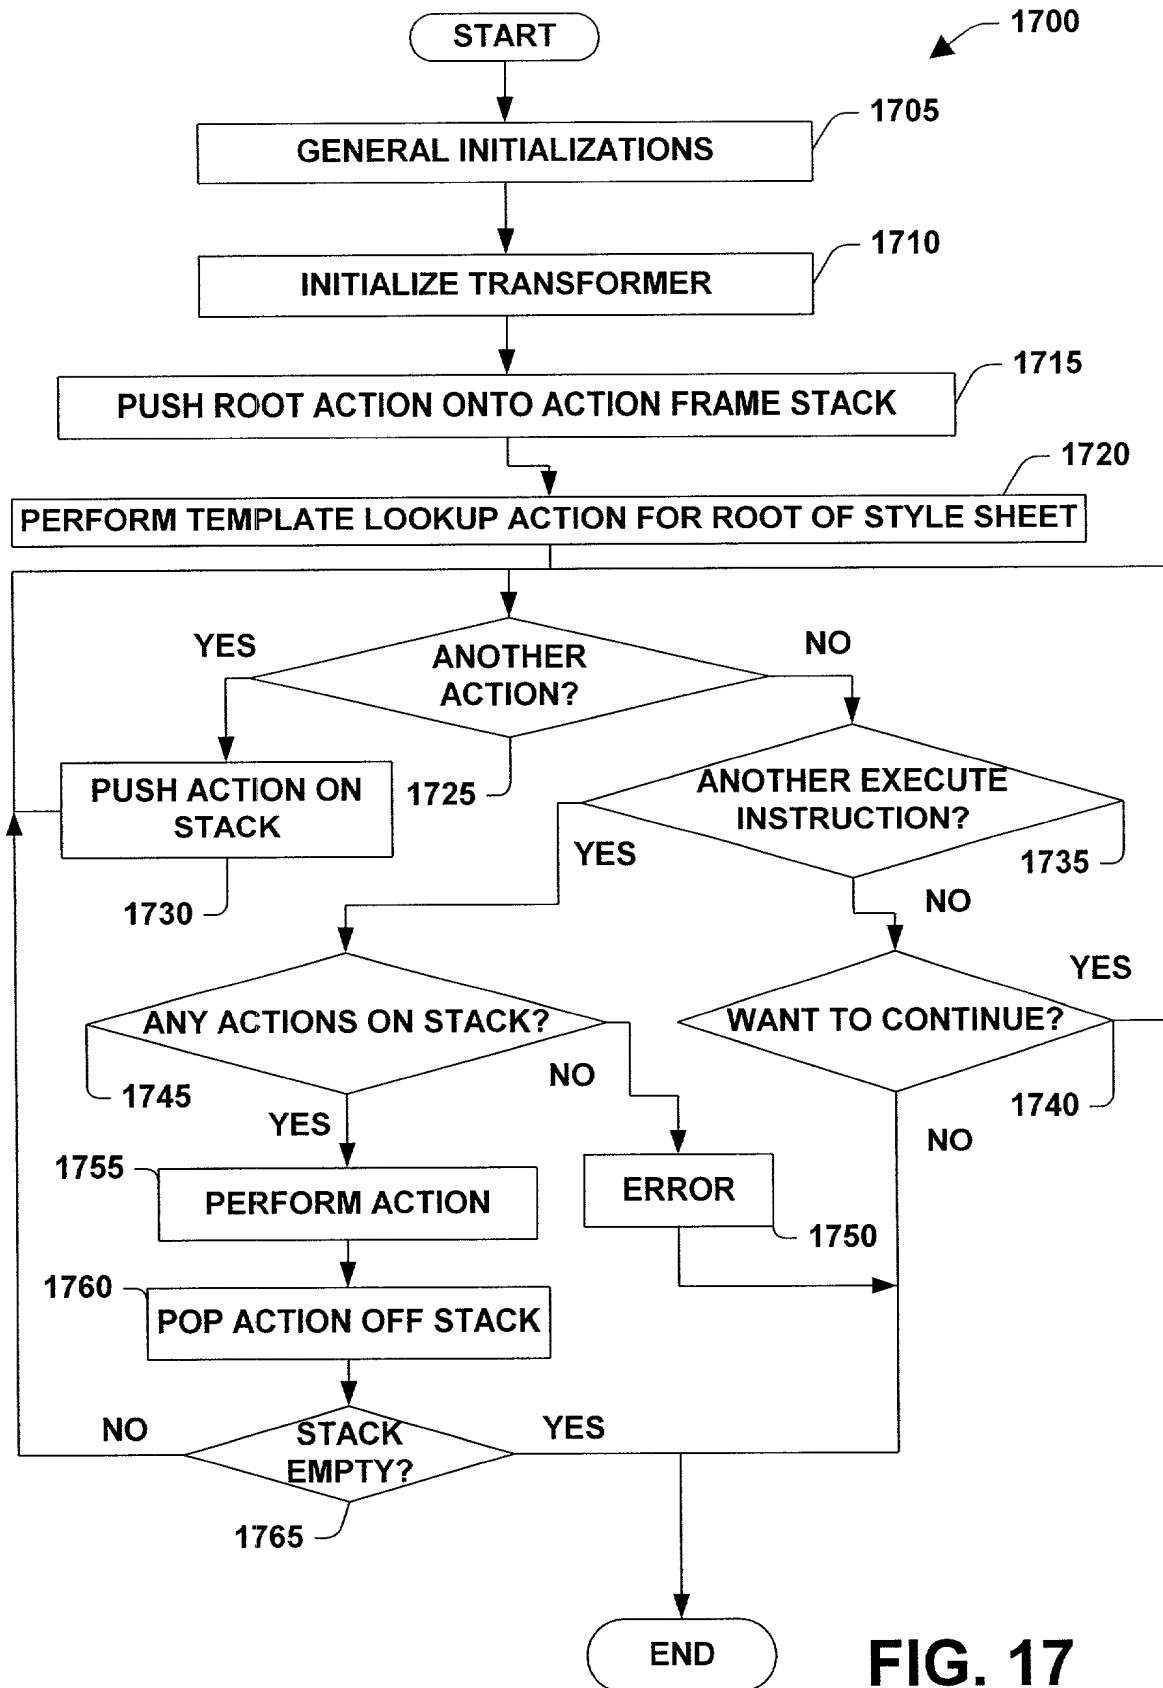 START
1700
1705
GENERAL INITIALIZATIONS
1710
INITIALIZE TRANSFORMER
1715
PUSH ROOT ACTION ONTO ACTION FRAME STACK
1720
PERFORM TEMPLATE LOOKUP ACTION FOR ROOT OF STYLE SHEET
YES
ANOTHER
ACTION?
NO
1725
PUSH ACTION ON
STACK
1730
ANOTHER EXECUTE
INSTRUCTION?
1735
YES
NO
ANY ACTIONS ON STACK?
1745
NO
YES
WANT TO CONTINUE?
YES
1740
NO
1755
PERFORM ACTION
ERROR
1750
1760
POP ACTION OFF STACK
NO
STACK
EMPTY?
YES
1765
END
FIG. 17